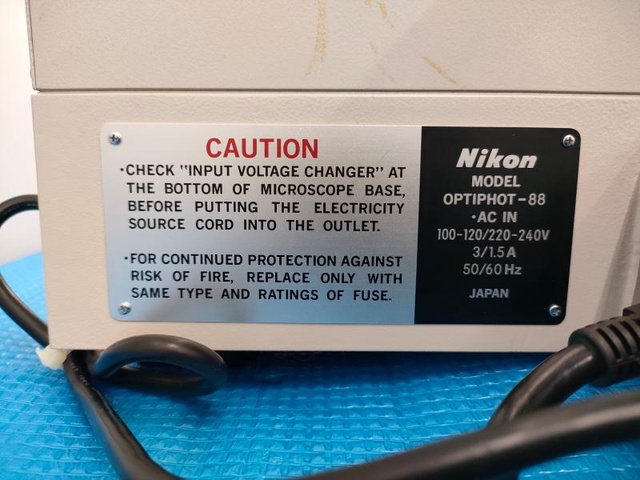 CAUTION
·CHECK "INPUT VOLTAGE CHANGER" AT
THE BOTTOM OF MICROSCOPE BASE,
BEFORE PUTTING THE ELECTRICITY
SOURCE CORD INTO THE OUTLET.
·FOR CONTINUED PROTECTION AGAINST
RISK OF FIRE, REPLACE ONLY WITH
SAME TYPE AND RATINGS OF FUSE.
Nikon
MODEL
OPTIPHOT-88
·AC IN
100-120/220-240V
3/1.5A
50/60Hz
JAPAN